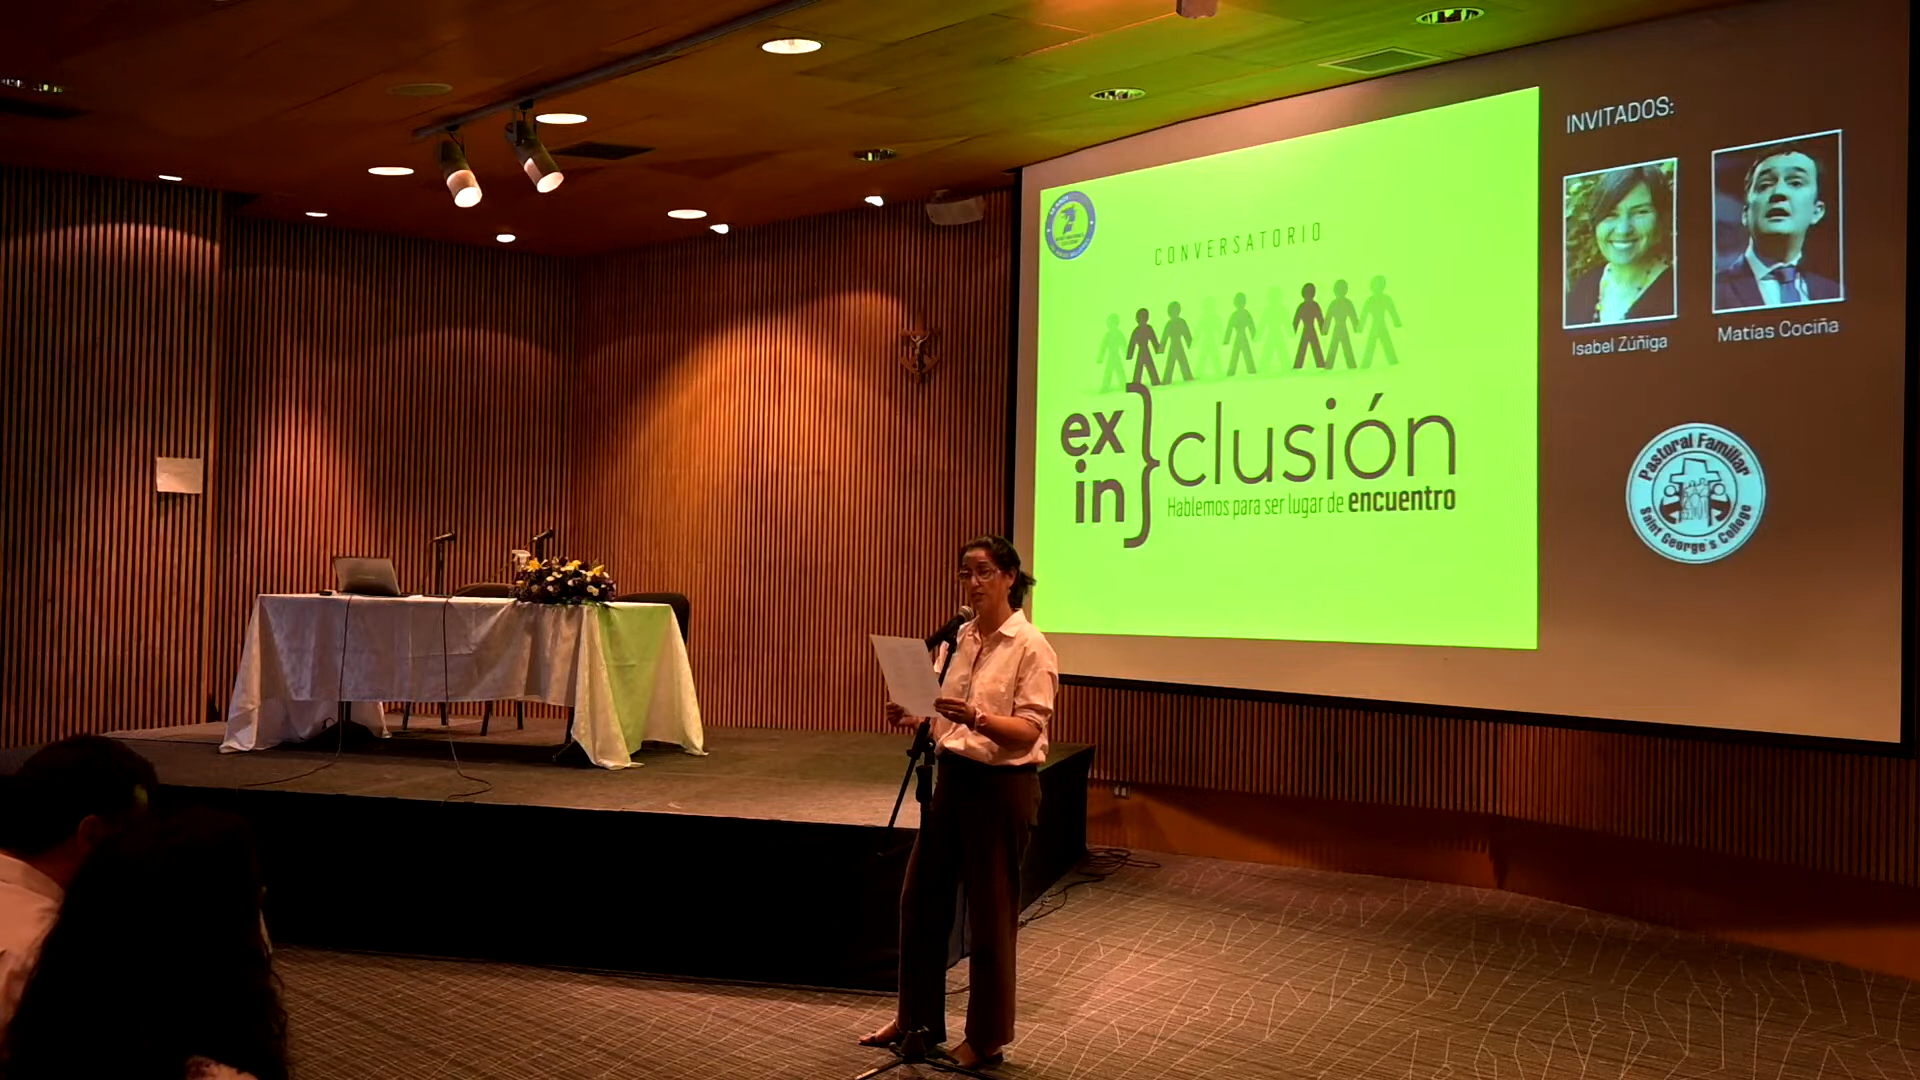 CONVERSATORIO
ex
in
}clusión
Hablemos para ser lugar de encuentro
INVITADOS:
Isabel Zúñiga
Matías Cociña
Pastoral Familiar
Saint George's College